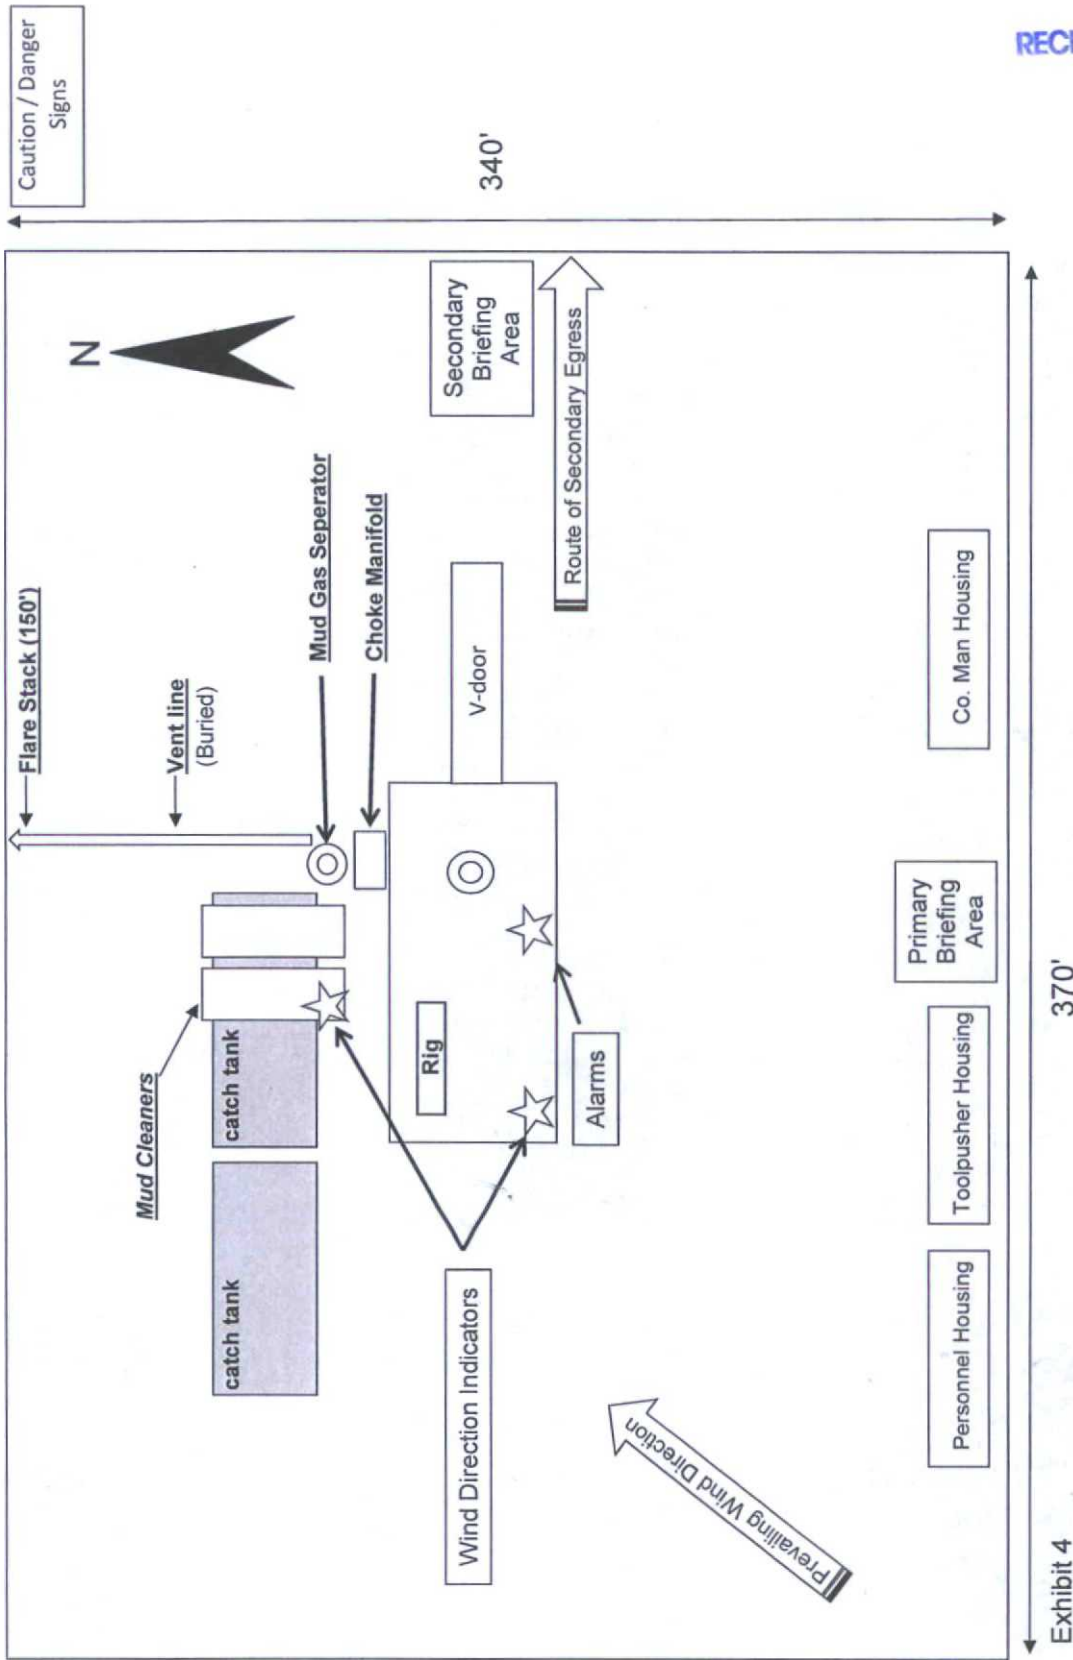 Caution / Danger
Signs
N
340'
Flare Stack (150')
Vent line
(Buried)
Mud Gas Seperator
Choke Manifold
Secondary
Briefing
Area
Mud Cleaners
catch tank
catch tank
V-door
Rig
Route of Secondary Egress
Wind Direction Indicators
Alarms
Prevailing Wind Direction
Personnel Housing
Toolpusher Housing
Primary
Briefing
Area
Co. Man Housing
370'
Exhibit 4